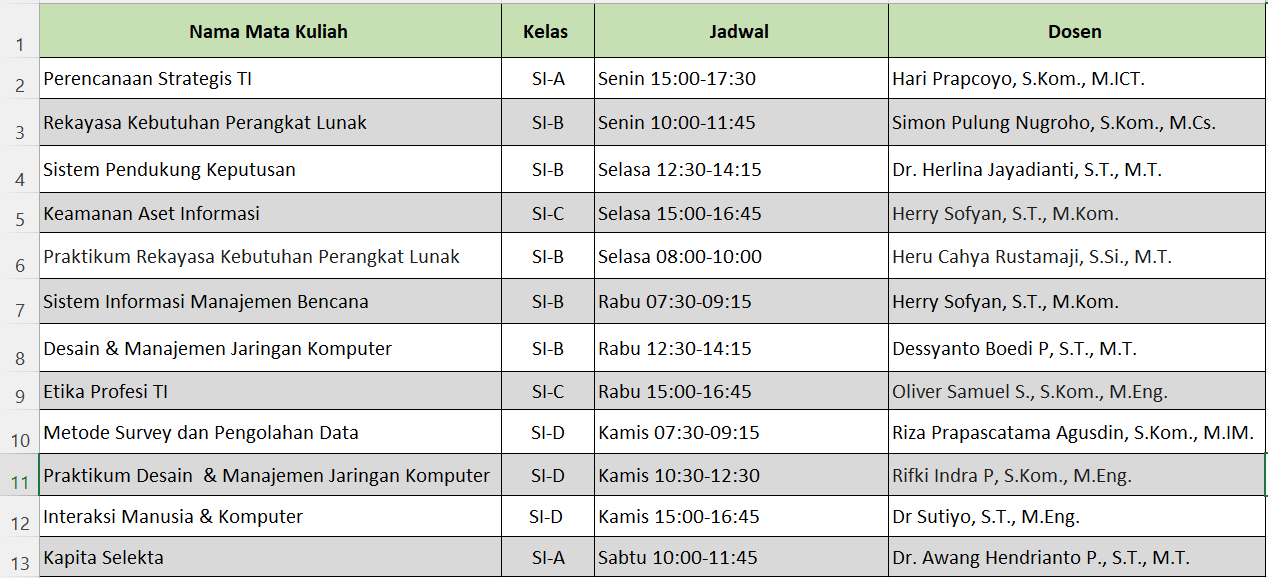 1 Nama Mata Kuliah Kelas Jadwal Dosen
2 Perencanaan Strategis TI SI-A Senin 15:00-17:30 Hari Prapcoyo, S.Kom., M.ICT.
3 Rekayasa Kebutuhan Perangkat Lunak SI-B Senin 10:00-11:45 Simon Pulung Nugroho, S.Kom., M.Cs.
4 Sistem Pendukung Keputusan SI-B Selasa 12:30-14:15 Dr. Herlina Jayadianti, S.T., M.T.
5 Keamanan Aset Informasi SI-C Selasa 15:00-16:45 Herry Sofyan, S.T., M.Kom.
6 Praktikum Rekayasa Kebutuhan Perangkat Lunak SI-B Selasa 08:00-10:00 Heru Cahya Rustamaji, S.Si., M.T.
7 Sistem Informasi Manajemen Bencana SI-B Rabu 07:30-09:15 Herry Sofyan, S.T., M.Kom.
8 Desain & Manajemen Jaringan Komputer SI-B Rabu 12:30-14:15 Dessyanto Boedi P, S.T., M.T.
9 Etika Profesi TI SI-C Rabu 15:00-16:45 Oliver Samuel S., S.Kom., M.Eng.
10 Metode Survey dan Pengolahan Data SI-D Kamis 07:30-09:15 Riza Prapascatama Agusdin, S.Kom., M.IM.
11 Praktikum Desain  & Manajemen Jaringan Komputer SI-D Kamis 10:30-12:30 Rifki Indra P, S.Kom., M.Eng.
12 Interaksi Manusia & Komputer SI-D Kamis 15:00-16:45 Dr Sutiyo, S.T., M.Eng.
13 Kapita Selekta SI-A Sabtu 10:00-11:45 Dr. Awang Hendrianto P., S.T., M.T.